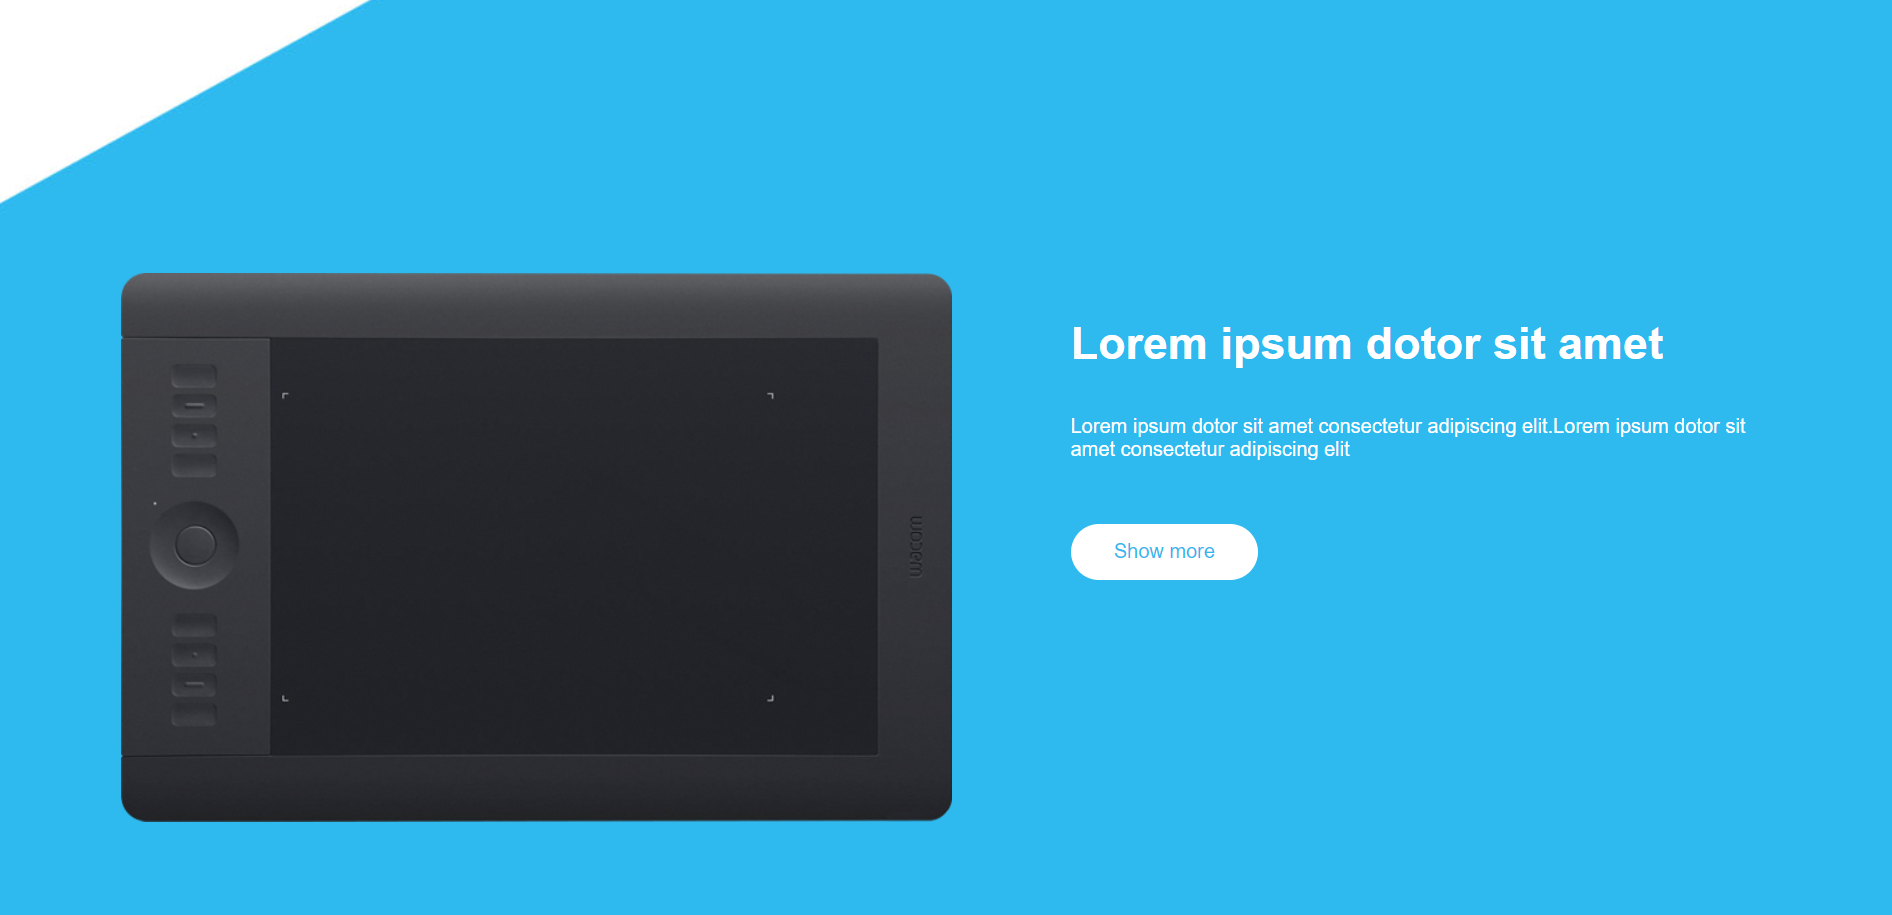 Lorem ipsum dotor sit amet
Lorem ipsum dotor sit amet consectetur adipiscing elit.Lorem ipsum dotor sit
amet consectetur adipiscing elit
wacom
Show more